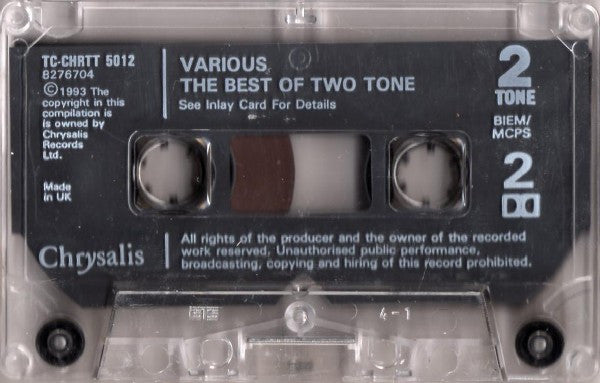 TC-CHRTT 5012
8276704
Ⓒ1993 The
copyright in this
compilation is
is owned by
Chrysalis
Records
Ltd.
Made
in UK
Chrysalis
VARIOUS
THE BEST OF TWO TONE
See Inlay Card For Details
2
TONE
BIEM/
MCPS
2
All rights of the producer and the owner of the recorded
work reserved. Unauthorised public performance,
broadcasting, copying and hiring of this record prohibited.
4-1